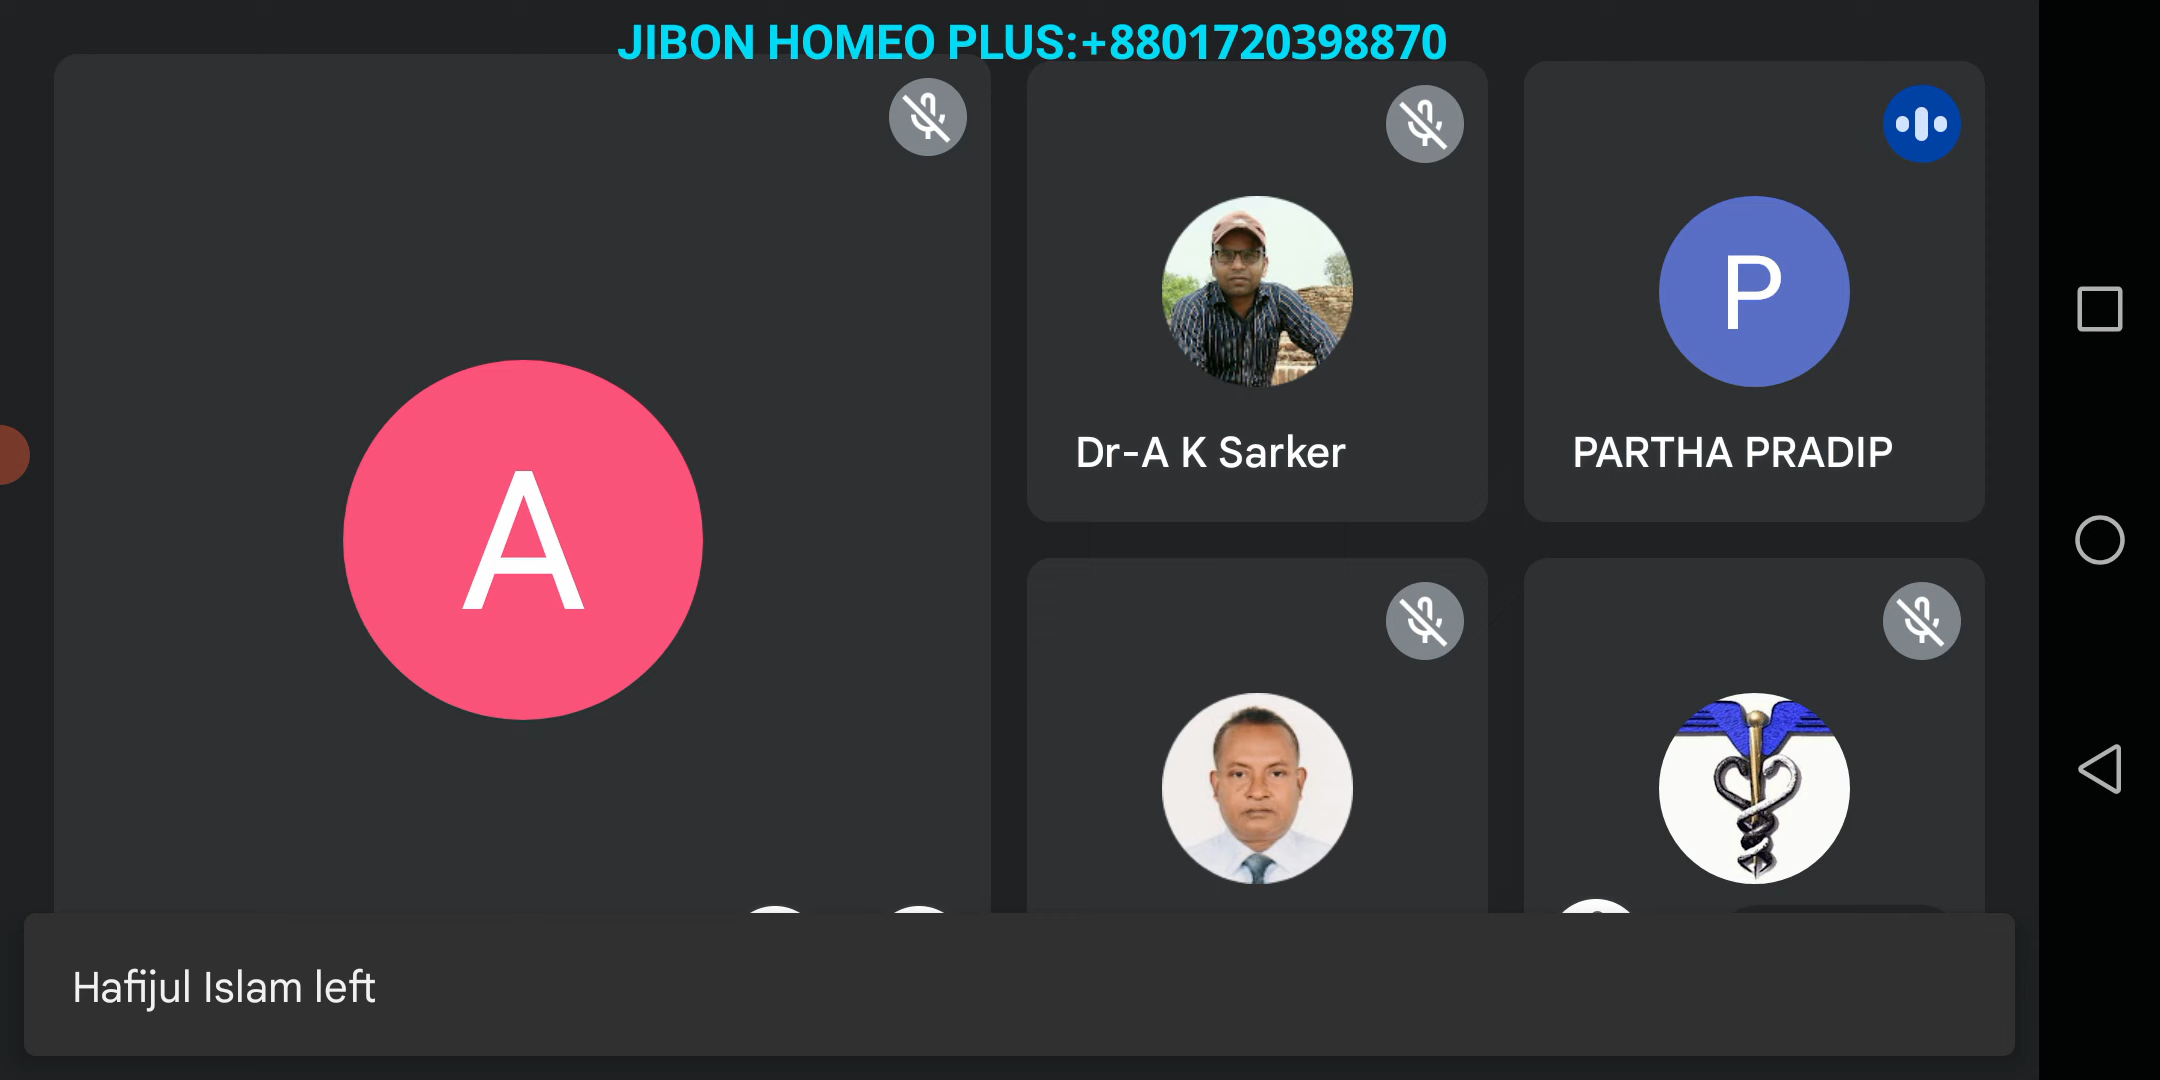 JIBON HOMEO PLUS:+8801720398870
A
Dr-A K Sarker
P
PARTHA PRADIP
Hafijul Islam left